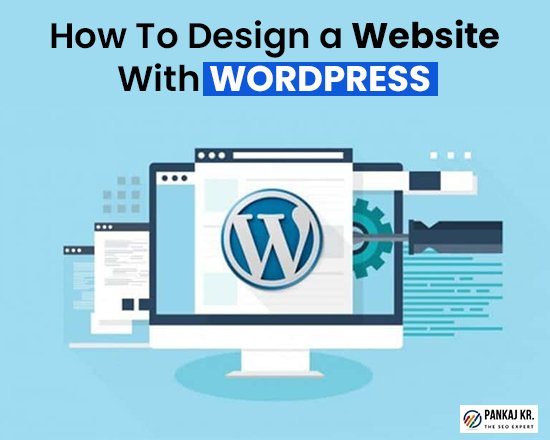 How To Design a Website
With WORDPRESS
W
PANKAJ KR.
THE SEO EXPERT